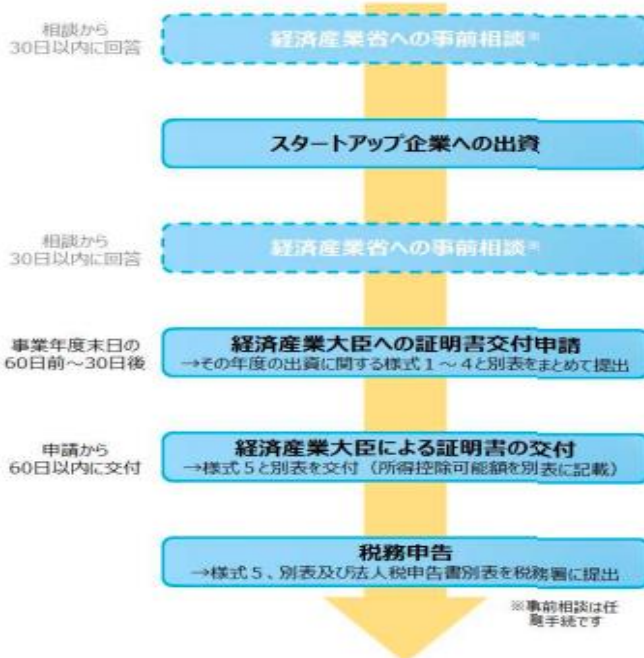 相談から
30日以内に回答
経済産業省への事前相談※
スタートアップ企業への出資
相談から
30日以内に回答
経済産業省への事前相談※
事業年度末日の
60日前~30日後
経済産業大臣への証明書交付申請
→その年度の出資に関する様式1~4と別表をまとめて提出
申請から
60日以内に交付
経済産業大臣による証明書の交付
→様式5と別表を交付(所得控除可能額を別表に記載)
税務申告
→様式5、別表及び法人税申告書別表を税務署に提出
※事前相談は任
手続です